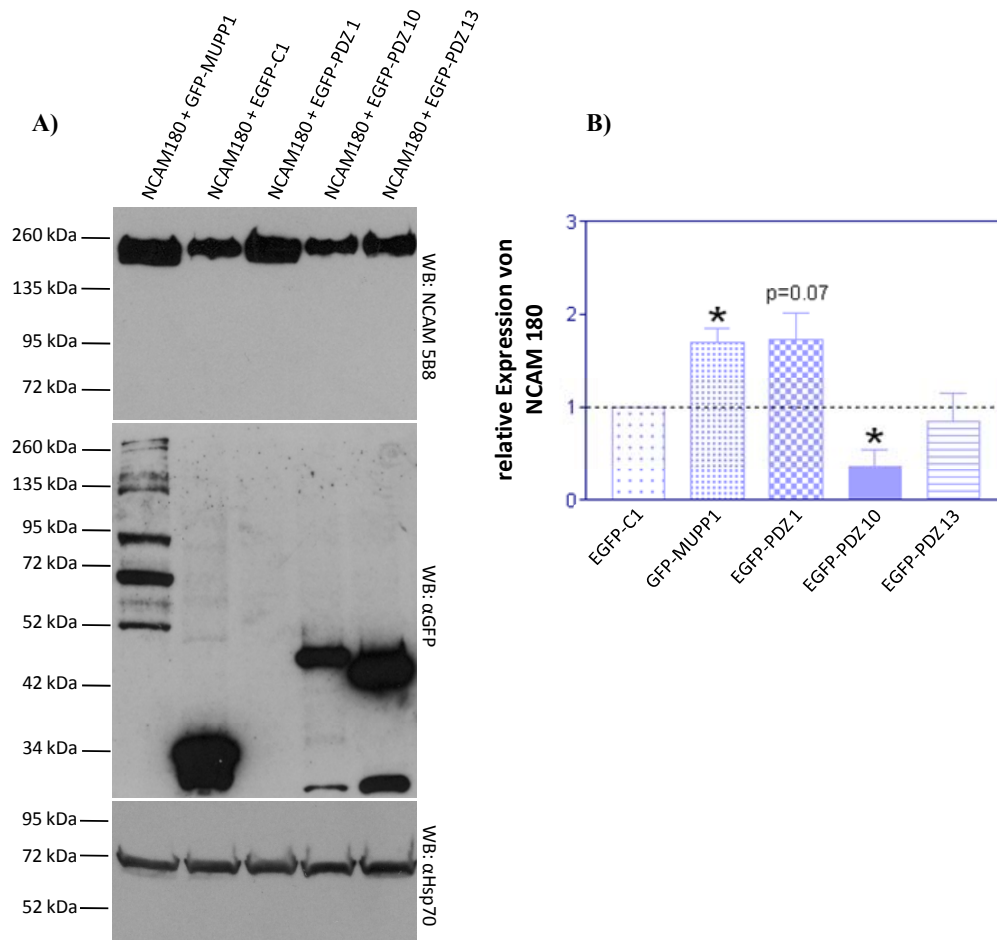 A)
NCAM180 + GFP-MUPP1
NCAM180 + EGFP-C1
NCAM180 + EGFP-PDZ 1
NCAM180 + EGFP-PDZ 10
NCAM180 + EGFP-PDZ 13
260 kDa
135 kDa
95 kDa
72 kDa
WB: NCAM 5B8
260 kDa
135 kDa
95 kDa
72 kDa
52 kDa
42 kDa
34 kDa
WB: αGFP
95 kDa
72 kDa
52 kDa
WB: αHsp70
B)
relative Expression von
NCAM 180
3
2
1
0
*
p=0.07
*
EGFP-C1
GFP-MUPP1
EGFP-PDZ 1
EGFP-PDZ 10
EGFP-PDZ 13